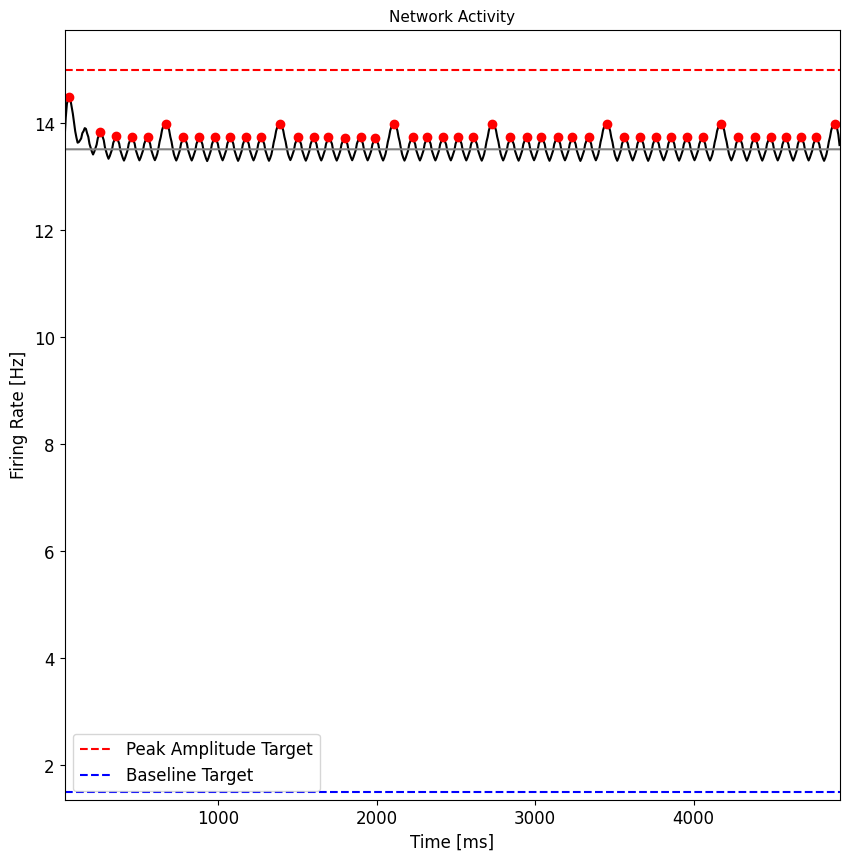 Network Activity
Firing Rate [Hz]
14
12
10
8
6
4
2
Peak Amplitude Target
Baseline Target
1000 2000 3000 4000
Time [ms]